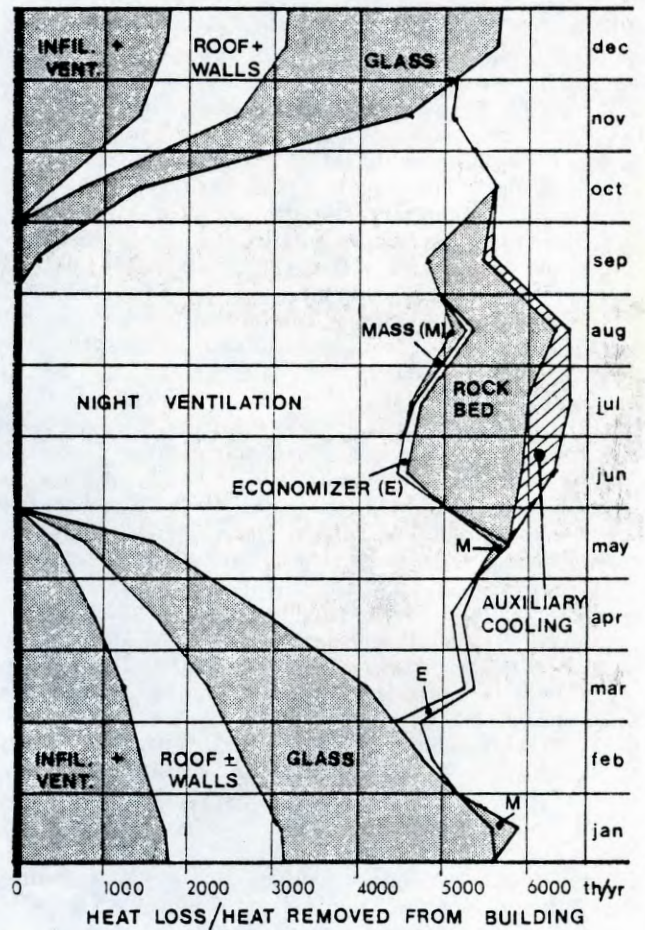 INFIL. +
VENT.
ROOF+
WALLS
GLASS
dec
nov
oct
sep
MASS (M)
aug
NIGHT VENTILATION
ROCK
BED
jul
ECONOMIZER (E)
jun
M
may
AUXILIARY
COOLING
apr
E
mar
INFIL. +
VENT.
ROOF ±
WALLS
GLASS
feb
M
jan
0 1000 2000 3000 4000 5000 6000 th/yr
HEAT LOSS/HEAT REMOVED FROM BUILDING